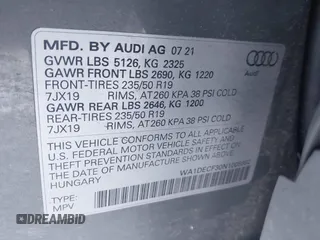 MFD. BY AUDI AG 07 21
GVWR LBS 5126, KG 2325
GAWR FRONT LBS 2690, KG 1220
FRONT-TIRES 235/50 R19
7JX19 RIMS, AT260 KPA 38 PSI COLD
GAWR REAR LBS 2646, KG 1200
REAR-TIRES 235/50 R19
7JX19 RIMS, AT260 KPA 38 PSI COLD
THIS VEHICLE CONFORMS TO ALL APPLICABLE
U.S. FEDERAL MOTOR VEHICLE SAFETY AND
THEFT PREVENTION STANDARDS IN EFFECT
ON THE DATE OF MANUFACTURE SHOWN ABOVE
HUNGARY
TYPE:
MPV
Audi
DREAMBID